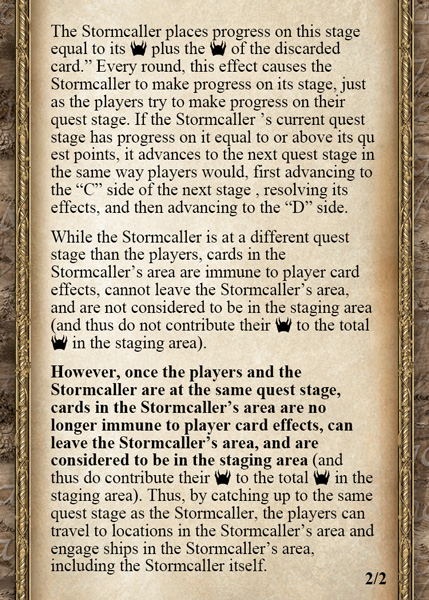 The Stormcaller places progress on this stage
equal to its plus the of the discarded
card.” Every round, this effect causes the
Stormcaller to make progress on its stage, just
as the players try to make progress on their
quest stage. If the Stormcaller ’s current quest
stage has progress on it equal to or above its qu
est points, it advances to the next quest stage in
the same way players would, first advancing to
the “C” side of the next stage , resolving its
effects, and then advancing to the “D” side.
While the Stormcaller is at a different quest
stage than the players, cards in the
Stormcaller’s area are immune to player card
effects, cannot leave the Stormcaller’s area,
and are not considered to be in the staging area
(and thus do not contribute their to the total
in the staging area).
However, once the players and the
Stormcaller are at the same quest stage,
cards in the Stormcaller’s area are no
longer immune to player card effects, can
leave the Stormcaller’s area, and are
considered to be in the staging area (and
thus do contribute their to the total in the
staging area). Thus, by catching up to the same
quest stage as the Stormcaller, the players can
travel to locations in the Stormcaller’s area and
engage ships in the Stormcaller’s area,
including the Stormcaller itself.
2/2